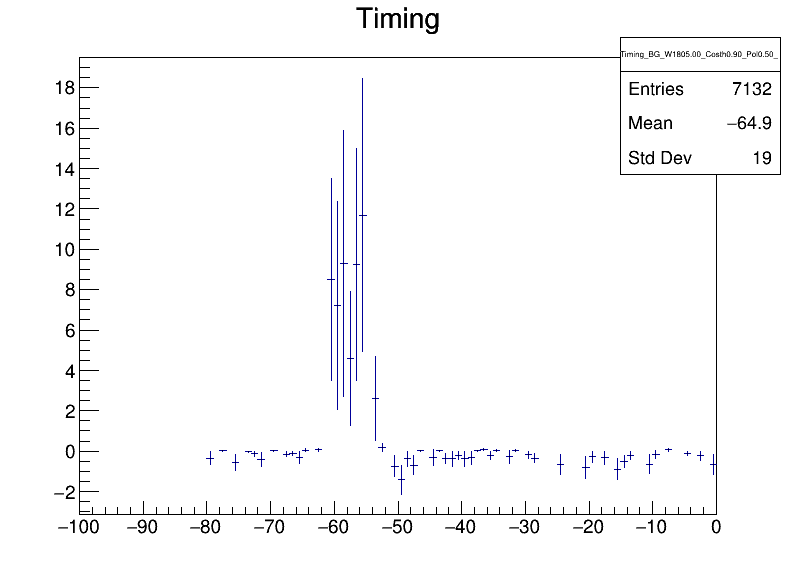 Timing
Timing_BG_W1805.00_Costh0.90_Pol0.50_
Entries 7132
Mean −64.9
Std Dev 19
18
16
14
12
10
8
6
4
2
0
−2
−100 −90 −80 −70 −60 −50 −40 −30 −20 −10 0